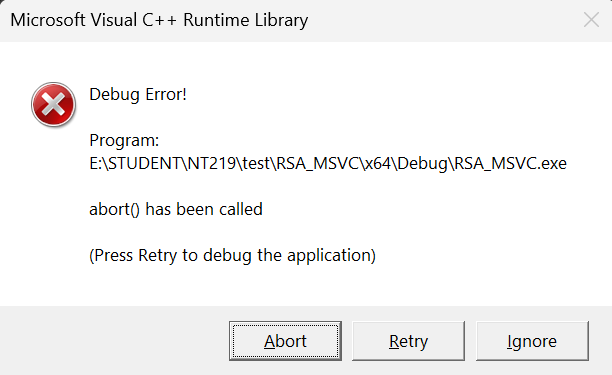 Microsoft Visual C++ Runtime Library
Debug Error!
Program:
E:\STUDENT\NT219\test\RSA_MSVC\x64\Debug\RSA_MSVC.exe
abort() has been called
(Press Retry to debug the application)
Abort
Retry
Ignore